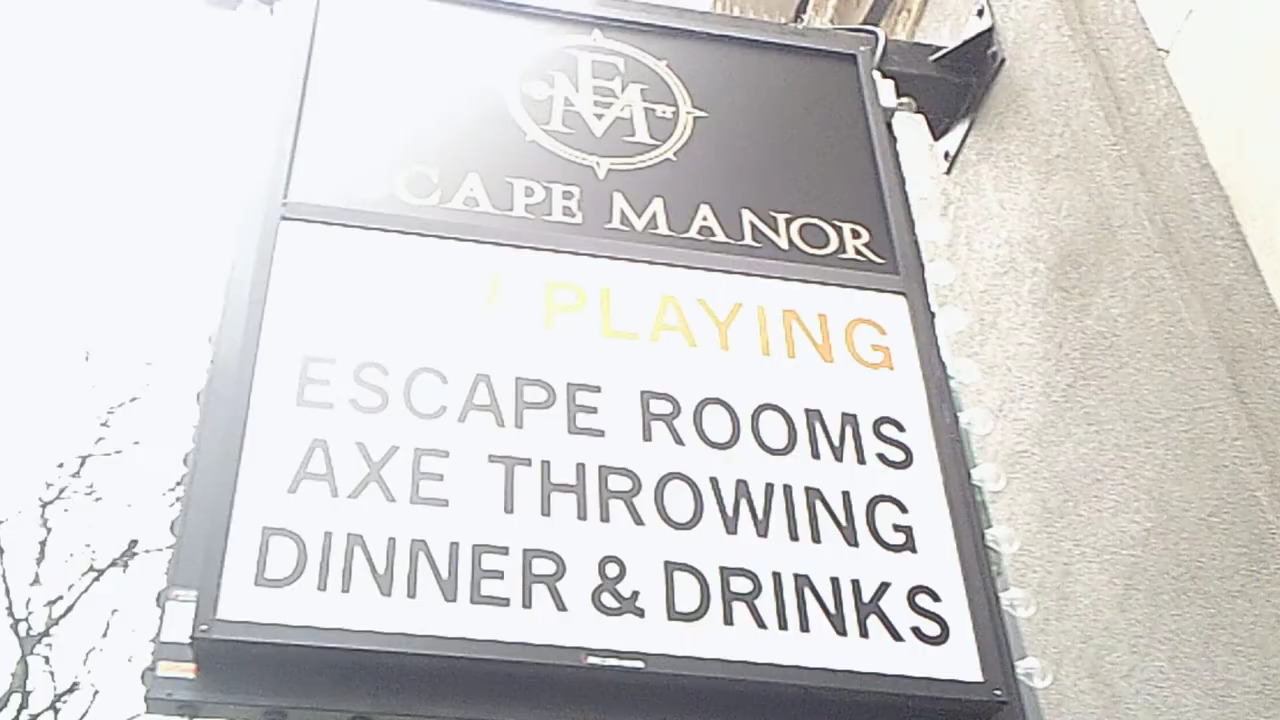 EM
ESCAPE MANOR
PLAYING
ESCAPE ROOMS
AXE THROWING
DINNER & DRINKS